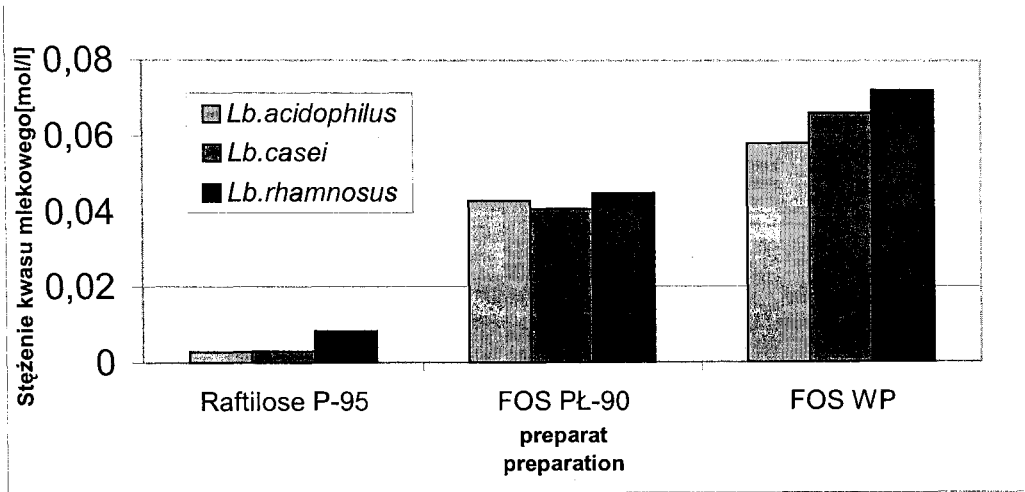 Stężenie kwasu mlekowego[mol/l]
0,08
0,06
0,04
0,02
0
Lb.acidophilus
Lb.casei
Lb.rhamnosus
Raftilose P-95
FOS PŁ-90
FOS WP
preparat
preparation